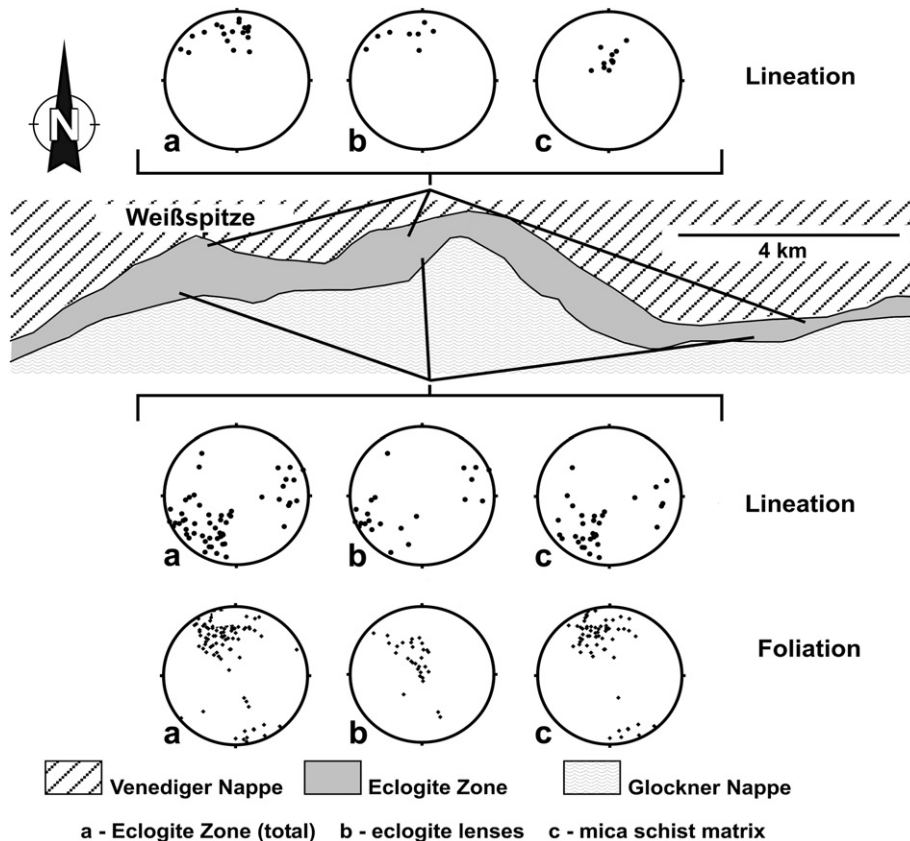 Lineation
N
a b c
Weißspitze
4 km
Lineation
a b c
Foliation
a b c
Venediger Nappe Eclogite Zone Glockner Nappe
a - Eclogite Zone (total) b - eclogite lenses c - mica schist matrix